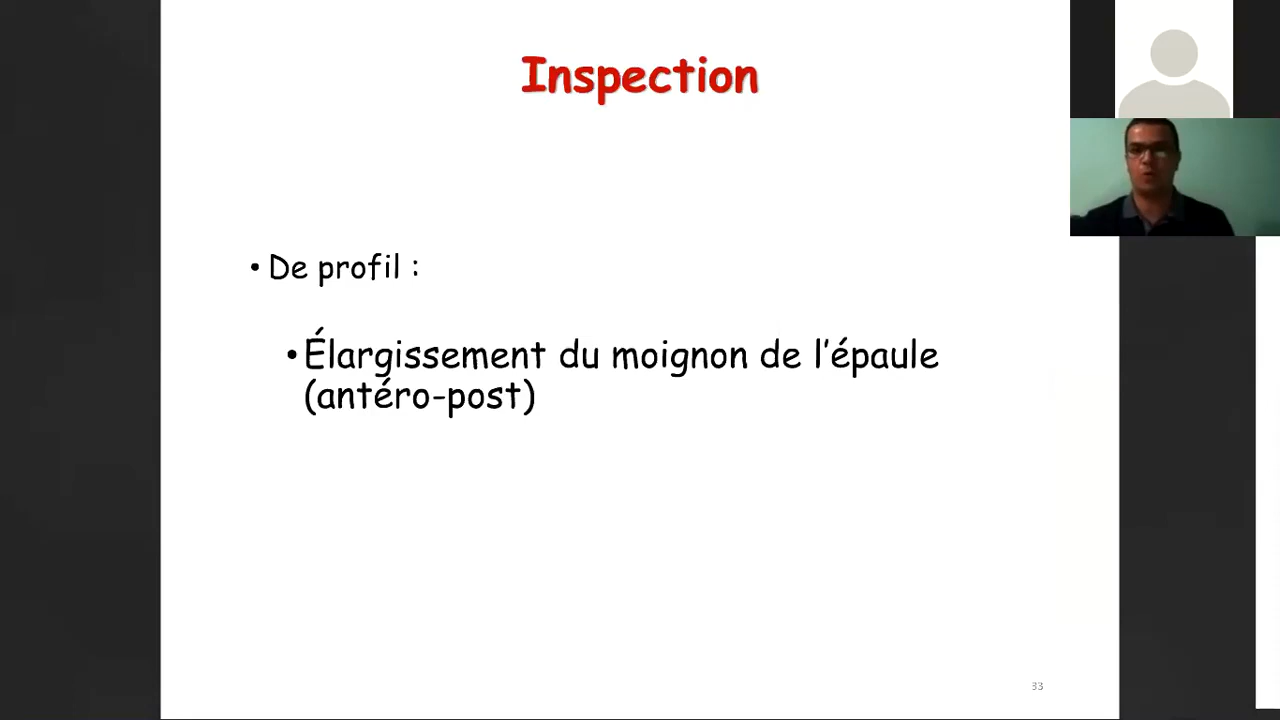 Inspection
• De profil :
• Élargissement du moignon de l'épaule
(antéro-post)
33